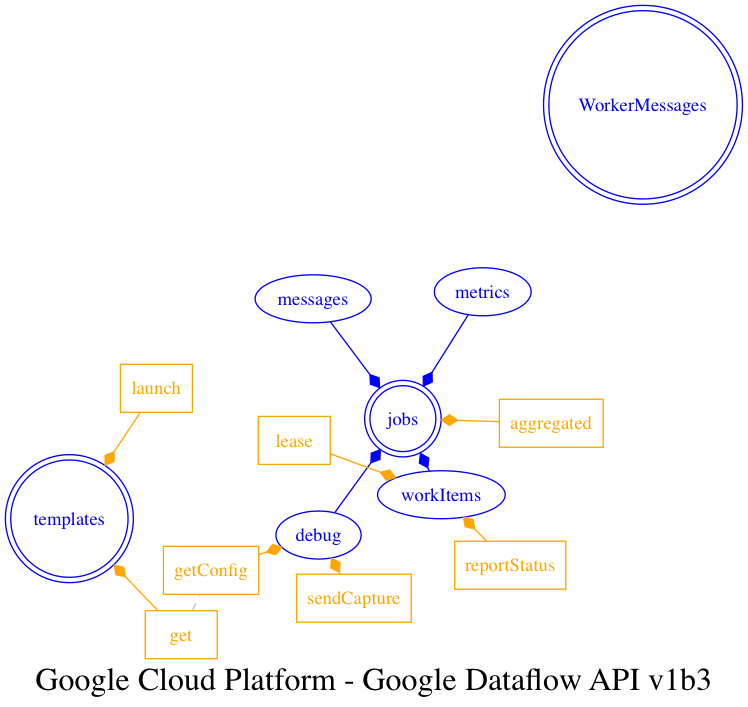 WorkerMessages
messages
metrics
launch
jobs
aggregated
lease
workItems
templates
debug
reportStatus
getConfig
sendCapture
get
Google Cloud Platform - Google Dataflow API v1b3